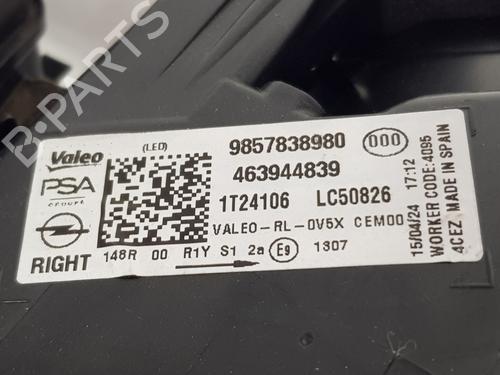 (LED)
Valeo
9857838980 000
PSA
GROUPE
463944839
1T24106 LC50826
VALEO-RL-0V5X CEM00
RIGHT
148R 00 R1Y S1 2a E9 1307
15/04/24 17:12
WORKER CODE:4095
4CEZ MADE IN SPAIN
B-PARTS